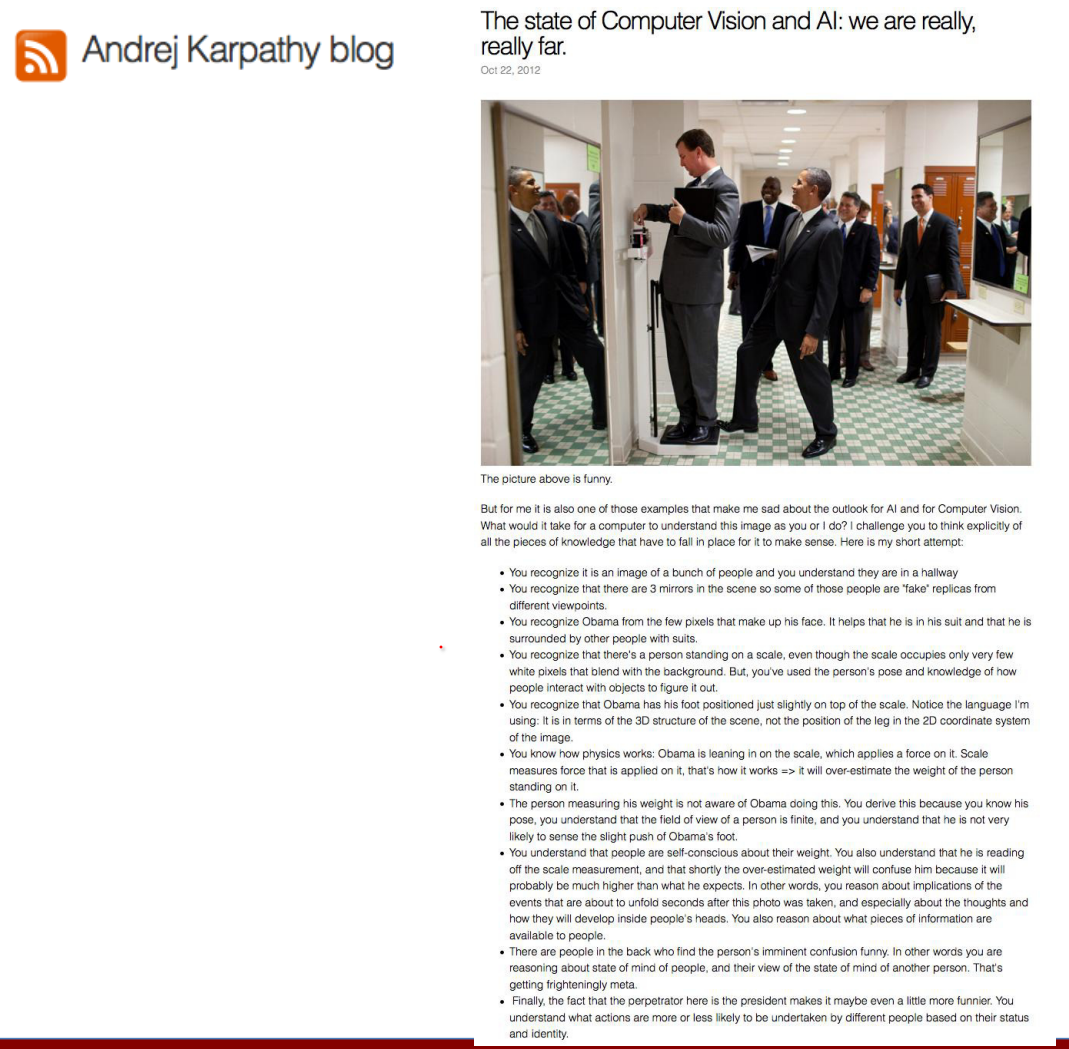 Andrej Karpathy blog
The state of Computer Vision and AI: we are really,
really far.
Oct 22, 2012
The picture above is funny.
But for me it is also one of those examples that make me sad about the outlook for AI and for Computer Vision.
What would it take for a computer to understand this image as you or I do? I challenge you to think explicitly of
all the pieces of knowledge that have to fall in place for it to make sense. Here is my short attempt:
• You recognize it is an image of a bunch of people and you understand they are in a hallway
• You recognize that there are 3 mirrors in the scene so some of those people are "fake" replicas from
different viewpoints.
• You recognize Obama from the few pixels that make up his face. It helps that he is in his suit and that he is
surrounded by other people with suits.
• You recognize that there's a person standing on a scale, even though the scale occupies only very few
white pixels that blend with the background. But, you've used the person's pose and knowledge of how
people interact with objects to figure it out.
• You recognize that Obama has his foot positioned just slightly on top of the scale. Notice the language I'm
using: It is in terms of the 3D structure of the scene, not the position of the leg in the 2D coordinate system
of the image.
• You know how physics works: Obama is leaning in on the scale, which applies a force on it. Scale
measures force that is applied on it, that's how it works => it will over-estimate the weight of the person
standing on it.
• The person measuring his weight is not aware of Obama doing this. You derive this because you know his
pose, you understand that the field of view of a person is finite, and you understand that he is not very
likely to sense the slight push of Obama's foot.
• You understand that people are self-conscious about their weight. You also understand that he is reading
off the scale measurement, and that shortly the over-estimated weight will confuse him because it will
probably be much higher than what he expects. In other words, you reason about implications of the
events that are about to unfold seconds after this photo was taken, and especially about the thoughts and
how they will develop inside people's heads. You also reason about what pieces of information are
available to people.
• There are people in the back who find the person's imminent confusion funny. In other words you are
reasoning about state of mind of people, and their view of the state of mind of another person. That's
getting frighteningly meta.
• Finally, the fact that the perpetrator here is the president makes it maybe even a little more funnier. You
understand what actions are more or less likely to be undertaken by different people based on their status
and identity.